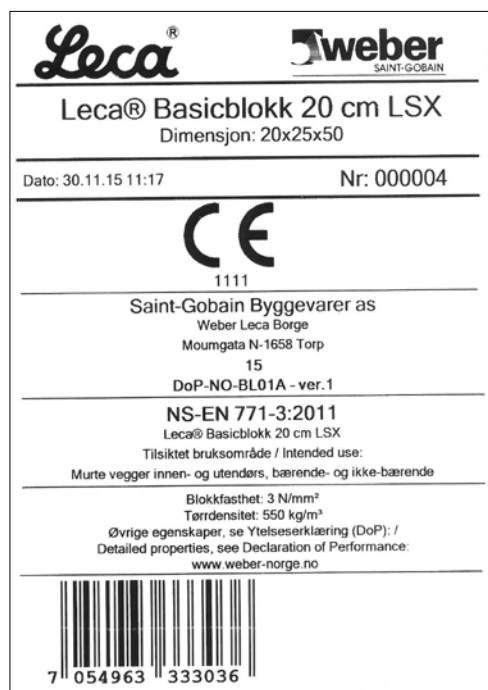 Leca®
weber
SAINT-GOBAIN
Leca® Basicblokk 20 cm LSX
Dimensjon: 20x25x50
Dato: 30.11.15 11:17
Nr: 000004
CE
1111
Saint-Gobain Byggevarer as
Weber Leca Borge
Moumgata N-1658 Torp
15
DoP-NO-BL01A - ver.1
NS-EN 771-3:2011
Leca® Basicblokk 20 cm LSX
Tilsiktet bruksområde / Intended use:
Murte vegger innen- og utendørs, bærende- og ikke-bærende
Blokkfasthet: 3 N/mm²
Tørrdensitet: 550 kg/m³
Øvrige egenskaper, se Ytelseserklæring (DoP): /
Detailed properties, see Declaration of Performance:
www.weber-norge.no
7 054963 333036